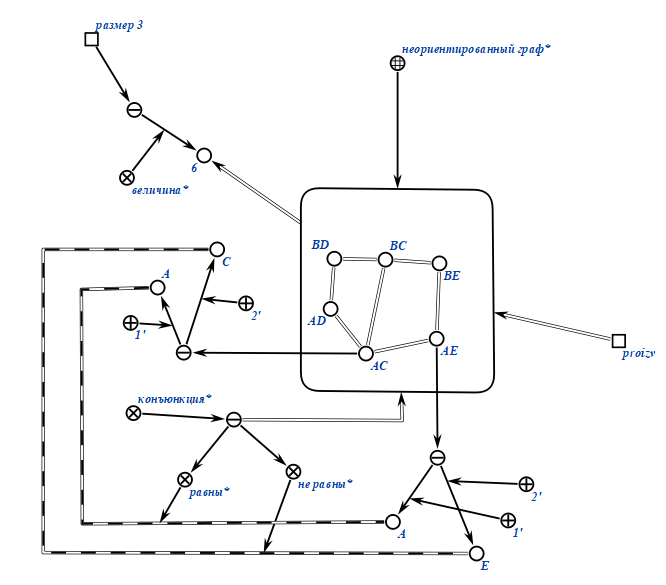 размер 3
неориентированный граф*
6
величина*
BD
BC
BE
C
A
2'
1'
AD
AC
AE
proizv
конъюнкция*
равны*
не равны*
2'
1'
A
E